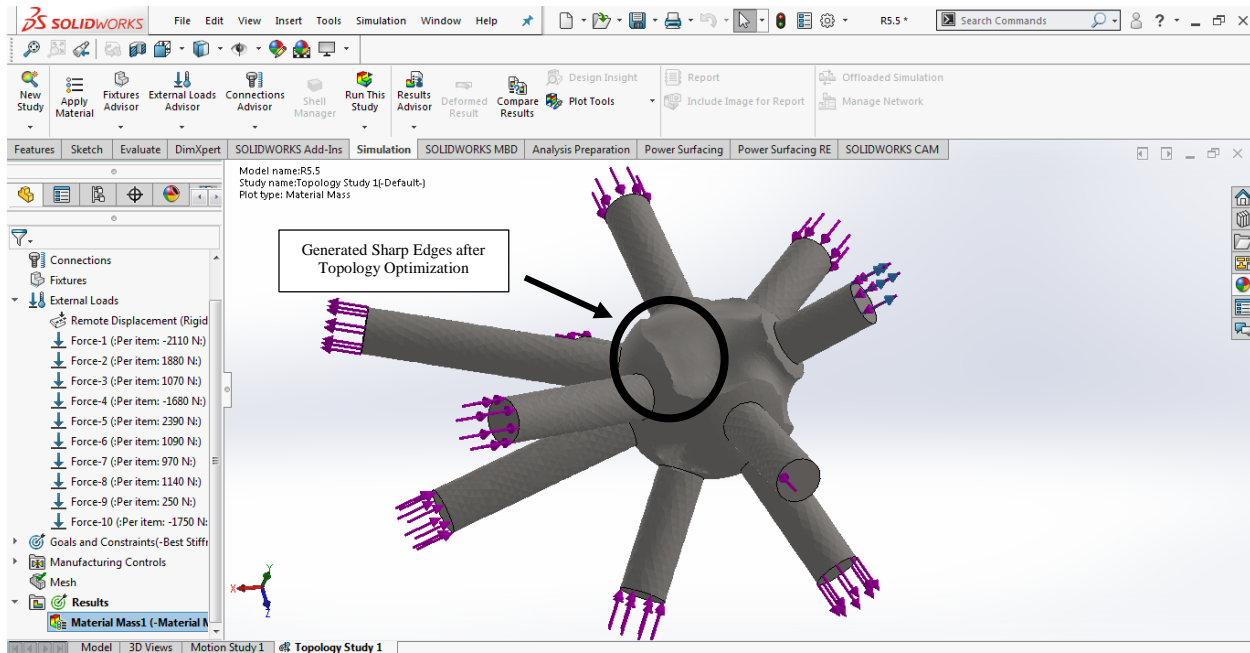 SOLIDWORKS File Edit View Insert Tools Simulation Window Help R5.5 * Search Commands ?
New Study
Apply Material
Fixtures Advisor
External Loads Advisor
Connections Advisor
Shell Manager
Run This Study
Results Advisor
Deformed Result
Compare Results
Design Insight
Plot Tools
Report
Include Image for Report
Offloaded Simulation
Manage Network
Features Sketch Evaluate DimXpert SOLIDWORKS Add-Ins Simulation SOLIDWORKS MBD Analysis Preparation Power Surfacing Power Surfacing RE SOLIDWORKS CAM
Model name:R5.5
Study name:Topology Study 1(-Default-)
Plot type: Material Mass
Generated Sharp Edges after
Topology Optimization
Connections
Fixtures
External Loads
Remote Displacement (Rigid
Force-1 (:Per item: -2110 N:)
Force-2 (:Per item: 1880 N:)
Force-3 (:Per item: 1070 N:)
Force-4 (:Per item: -1680 N:)
Force-5 (:Per item: 2390 N:)
Force-6 (:Per item: 1090 N:)
Force-7 (:Per item: 970 N:)
Force-8 (:Per item: 1140 N:)
Force-9 (:Per item: 250 N:)
Force-10 (:Per item: -1750 N:
Goals and Constraints(-Best Stiffn
Manufacturing Controls
Mesh
Results
Material Mass1 (-Material M
Y
X
Z
Model 3D Views Motion Study 1 Topology Study 1